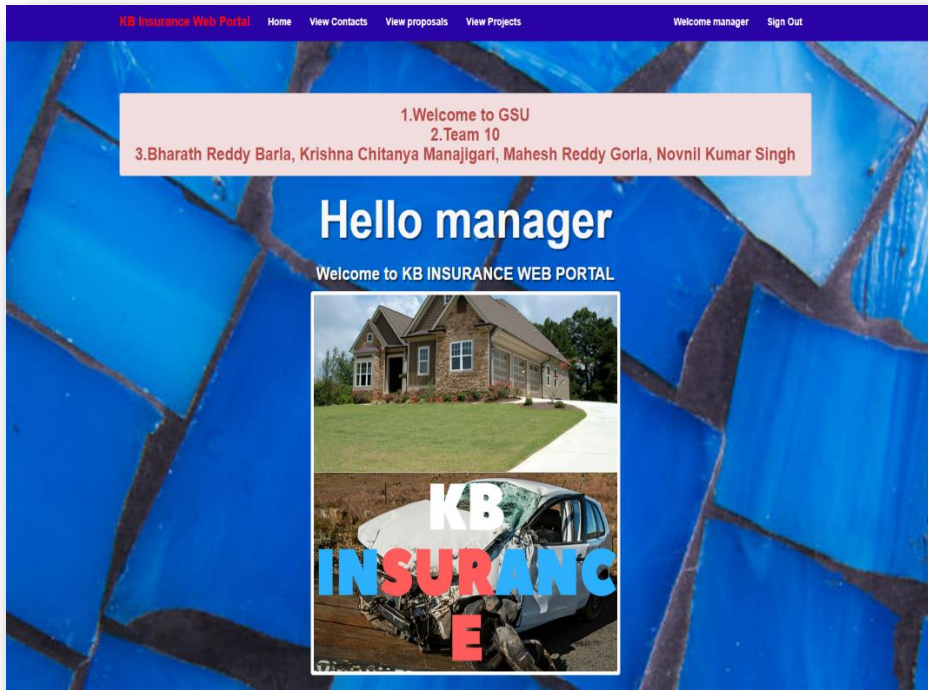 KB Insurance Web Portal Home View Contacts View proposals View Projects Welcome manager Sign Out
1.Welcome to GSU
2.Team 10
3.Bharath Reddy Barla, Krishna Chitanya Manajigari, Mahesh Reddy Gorla, Novnil Kumar Singh
Hello manager
Welcome to KB INSURANCE WEB PORTAL
KB
INSURANC
E